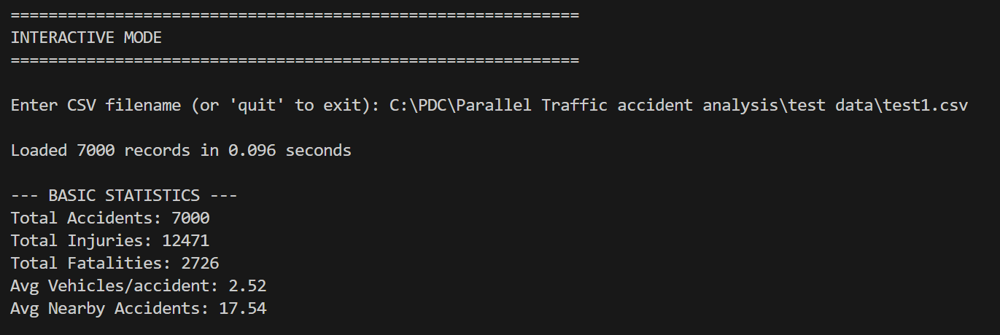 ============================================================
INTERACTIVE MODE
============================================================
Enter CSV filename (or 'quit' to exit): C:\PDC\Parallel Traffic accident analysis\test data\test1.csv
Loaded 7000 records in 0.096 seconds
--- BASIC STATISTICS ---
Total Accidents: 7000
Total Injuries: 12471
Total Fatalities: 2726
Avg Vehicles/accident: 2.52
Avg Nearby Accidents: 17.54